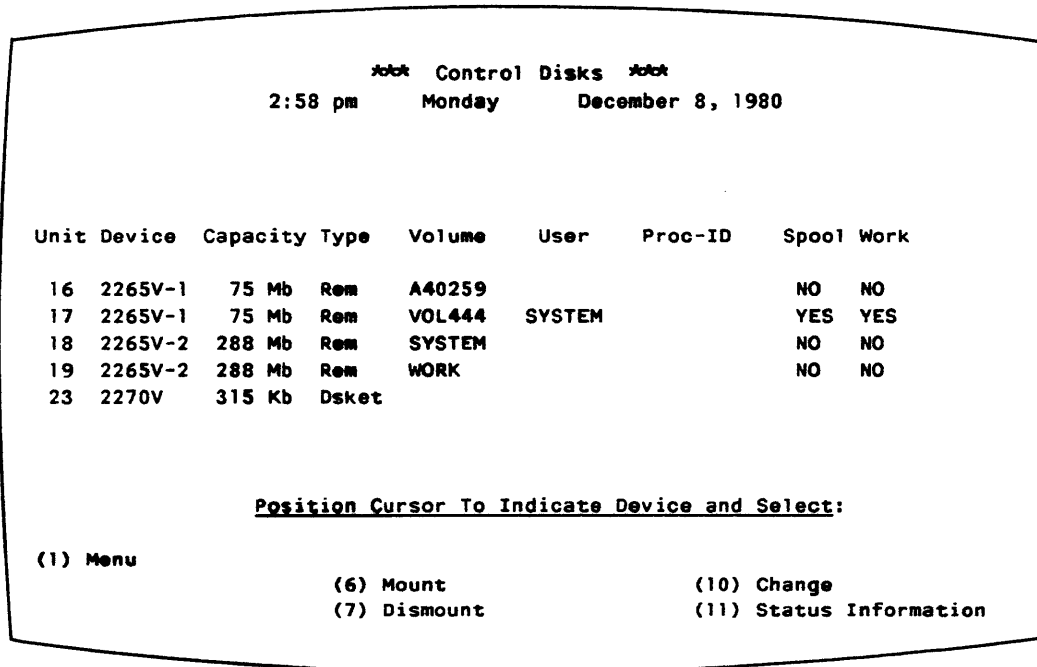 *** Control Disks ***
2:58 pm Monday December 8, 1980
Unit Device Capacity Type Volume User Proc-ID Spool Work
16 2265V-1 75 Mb Rem A40259 NO NO
17 2265V-1 75 Mb Rem VOL444 SYSTEM YES YES
18 2265V-2 288 Mb Rem SYSTEM NO NO
19 2265V-2 288 Mb Rem WORK NO NO
23 2270V 315 Kb Dsket
Position Cursor To Indicate Device and Select:
(1) Menu
(6) Mount (10) Change
(7) Dismount (11) Status Information